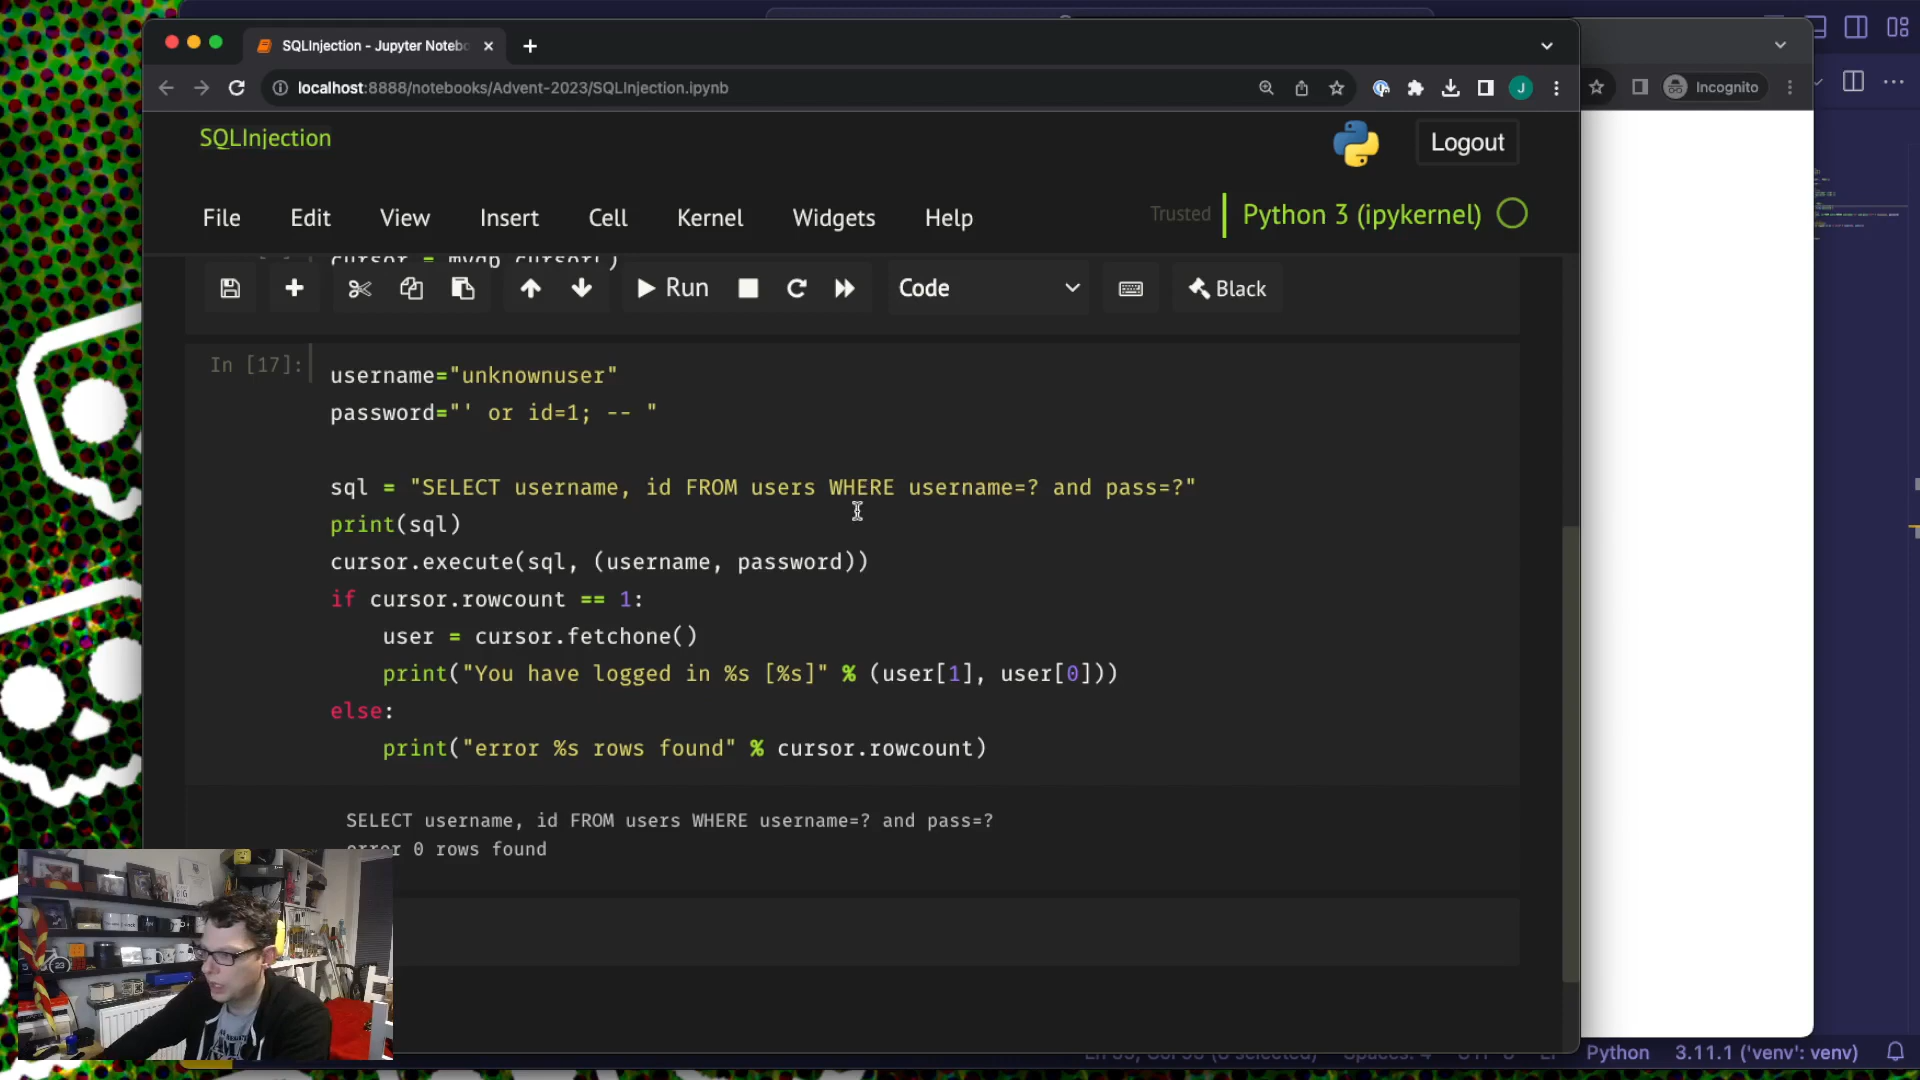 SQLInjection - Jupyter Notebo
localhost:8888/notebooks/Advent-2023/SQLInjection.ipynb
J
Incognito
SQLInjection
Logout
File Edit View Insert Cell Kernel Widgets Help
Trusted
Python 3 (ipykernel)
cursor = mydb.cursor()
Run
Code
Black
In [17]:
username="unknownuser"
password="' or id=1; -- "
sql = "SELECT username, id FROM users WHERE username=? and pass=?"
print(sql)
cursor.execute(sql, (username, password))
if cursor.rowcount == 1:
user = cursor.fetchone()
print("You have logged in %s [%s]" % (user[1], user[0]))
else:
print("error %s rows found" % cursor.rowcount)
SELECT username, id FROM users WHERE username=? and pass=?
error 0 rows found
Python 3.11.1 ('venv': venv)